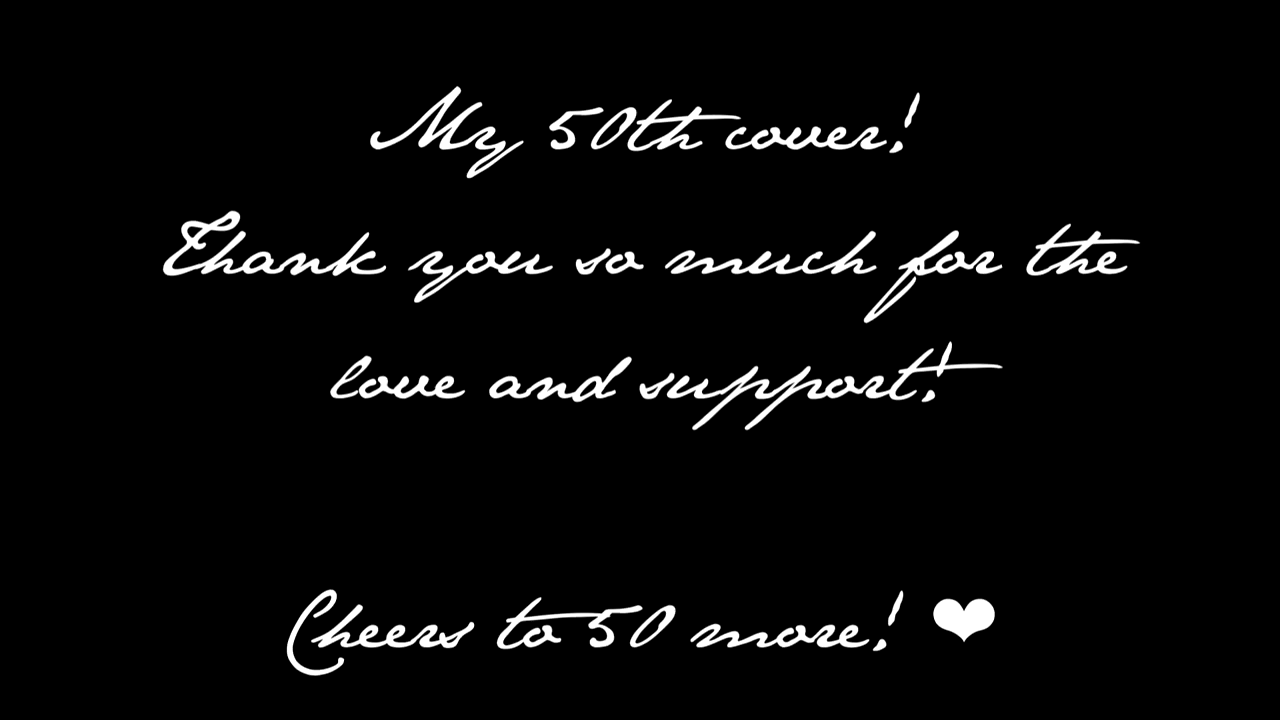 My 50th cover!
Thank you so much for the
love and support!
Cheers to 50 more! ❤